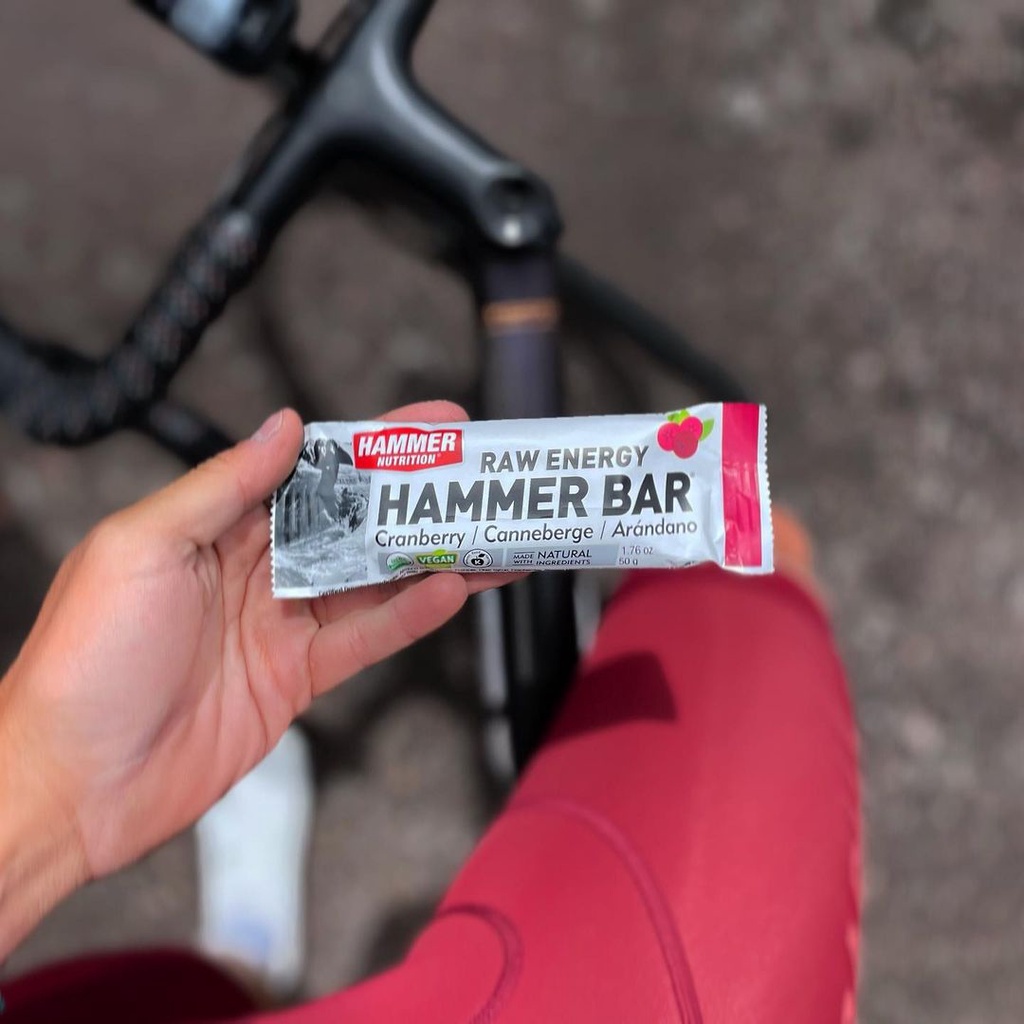 HAMMER
NUTRITION
RAW ENERGY
HAMMER BAR
Cranberry / Canneberge / Arándano
VEGAN
MADE WITH NATURAL INGREDIENTS
1.76 oz
50 g